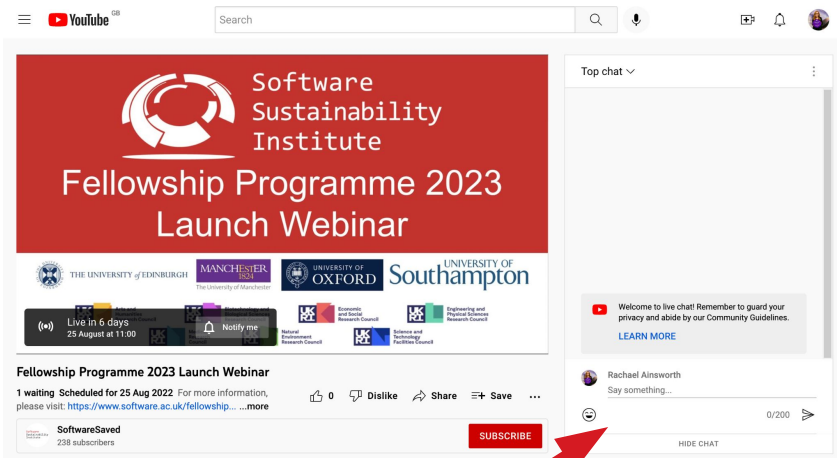 YouTube GB
Search
Software
Sustainability
Institute
Fellowship Programme 2023
Launch Webinar
THE UNIVERSITY of EDINBURGH
MANCHESTER
1824
The University of Manchester
UNIVERSITY OF
OXFORD
UNIVERSITY OF
Southampton
Economic
and Social
Research Council
Engineering and
Physical Sciences
Research Council
Natural
Environment
Research Council
Science and
Technology
Facilities Council
Live in 6 days
25 August at 11:00
Notify me
Fellowship Programme 2023 Launch Webinar
1 waiting Scheduled for 25 Aug 2022 For more information,
please visit: https://www.software.ac.uk/fellowship... ...more
0 Dislike Share Save ...
SoftwareSaved
238 subscribers
SUBSCRIBE
Top chat
Welcome to live chat! Remember to guard your
privacy and abide by our Community Guidelines.
LEARN MORE
Rachael Ainsworth
Say something...
0/200
HIDE CHAT